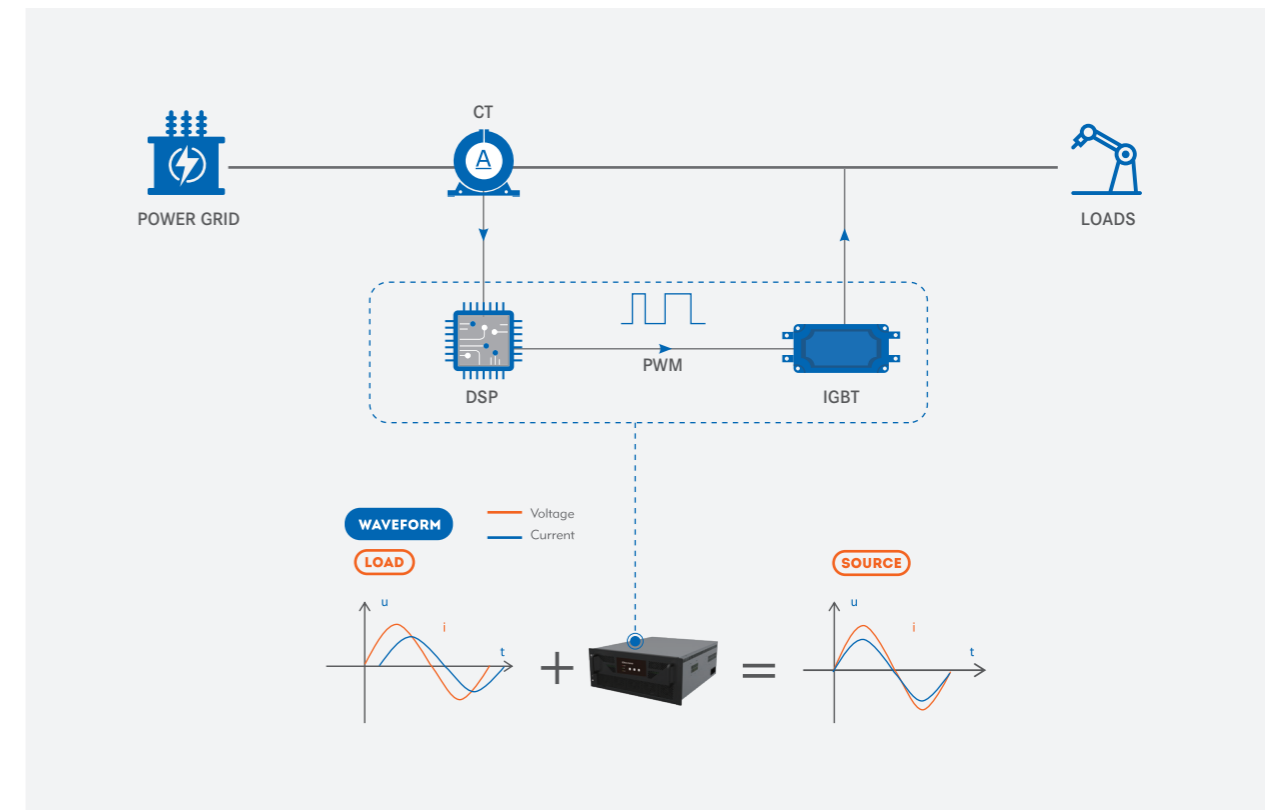 CT
A
POWER GRID
LOADS
PWM
DSP
IGBT
WAVEFORM
Voltage
Current
LOAD
SOURCE
u
i
t
u
i
t